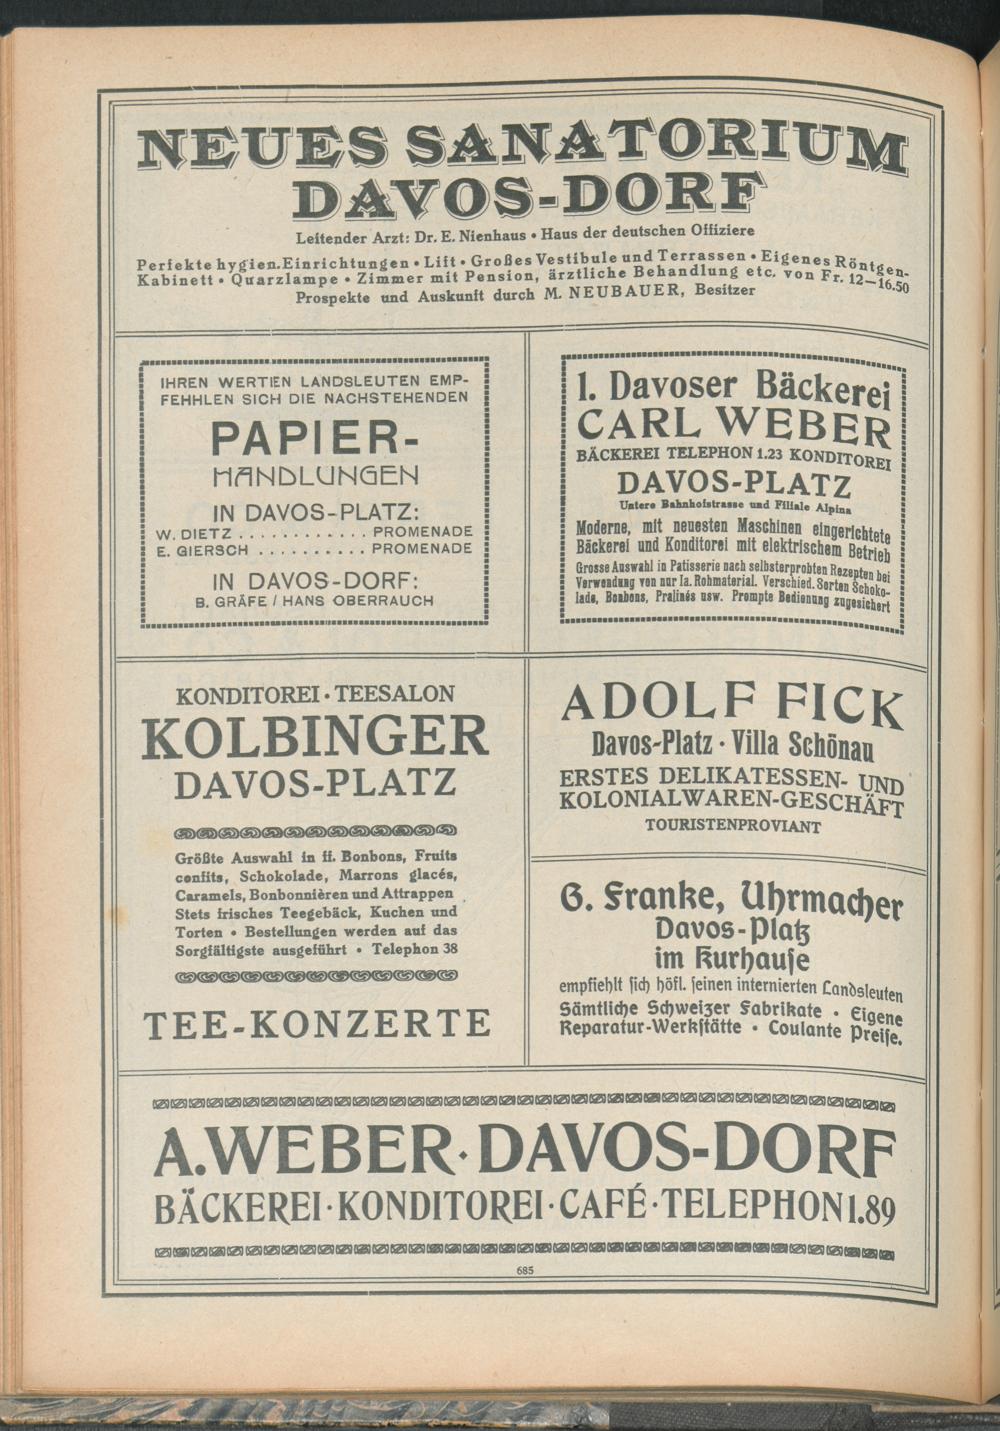 NEUES SANATORIUM
DAVOS-DORF
Leitender Arzt: Dr. E. Nienhaus • Haus der deutschen Offiziere
Perfekte hygien. Einrichtungen • Lift • Großes Vestibule und Terrassen • Eigenes Röntgen-
Kabinett • Quarzlampe • Zimmer mit Pension, ärztliche Behandlung etc. von Fr. 12—16.50
Prospekte und Auskunft durch M. NEUBAUER, Besitzer
IHREN WERTIEN LANDSLEUTEN EMP-
FEHHLEN SICH DIE NACHSTEHENDEN
PAPIER-
HANDLUNGEN
IN DAVOS-PLATZ:
W. DIETZ . . . . . . . . . . . . PROMENADE
E. GIERSCH . . . . . . . . . . PROMENADE
IN DAVOS-DORF:
B. GRÄFE / HANS OBERRAUCH
1. Davoser Bäckerei
CARL WEBER
BÄCKEREI TELEPHON 1.23 KONDITOREI
DAVOS-PLATZ
Untere Bahnhofstrasse und Filiale Alpina
Moderne, mit neuesten Maschinen eingerichtete
Bäckerei und Konditorei mit elektrischem Betrieb
Grosse Auswahl in Patisserie nach selbsterprobten Rezepten bei
Verwendung von nur Ia. Rohmaterial. Verschied. Sorten Schoko-
lade, Bonbons, Pralinés usw. Prompte Bedienung zugesichert
KONDITOREI • TEESALON
KOLBINGER
DAVOS-PLATZ
Größte Auswahl in ff. Bonbons, Fruits
confits, Schokolade, Marrons glacés,
Caramels, Bonbonnièren und Attrappen
Stets frisches Teegebäck, Kuchen und
Torten • Bestellungen werden auf das
Sorgfältigste ausgeführt • Telephon 38
TEE-KONZERTE
ADOLF FICK
Davos-Platz · Villa Schönau
ERSTES DELIKATESSEN- UND
KOLONIALWAREN-GESCHÄFT
TOURISTENPROVIANT
G. Franke, Uhrmacher
Davos-Platz
im Kurhause
empfiehlt sich höfl. seinen internierten Landsleuten
Sämtliche Schweizer Fabrikate • Eigene
Reparatur-Werkstätte • Coulante Preise.
A. WEBER · DAVOS-DORF
BÄCKEREI · KONDITOREI · CAFÉ · TELEPHON 1.89
685